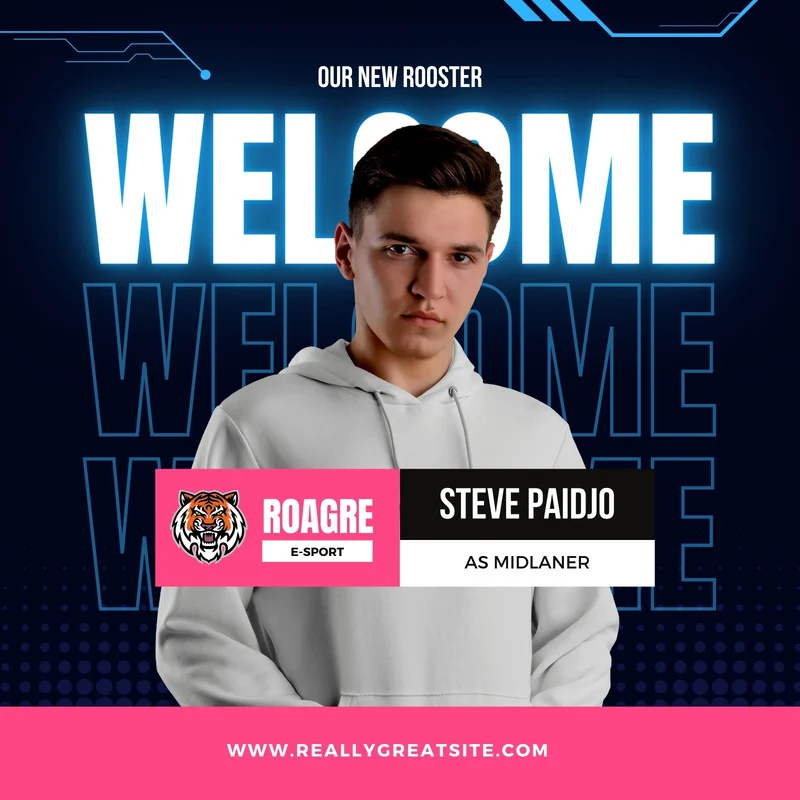 OUR NEW ROOSTER
WELCOME
WELCOME
WELCOME
ROAGRE
E-SPORT
STEVE PAIDJO
AS MIDLANER
WWW.REALLYGREATSITE.COM